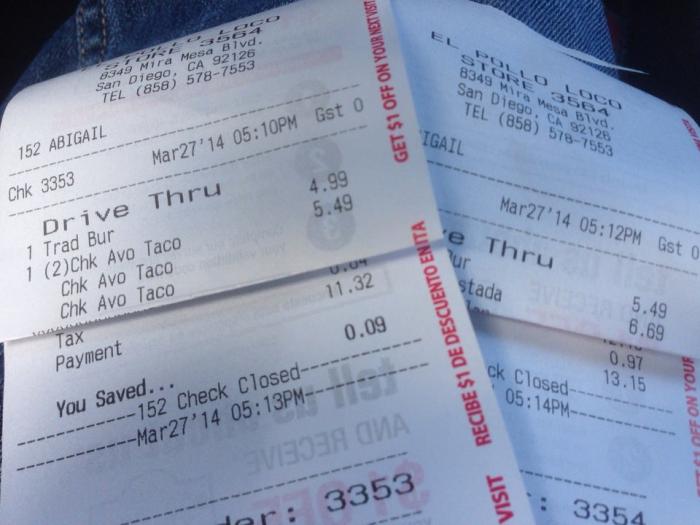 POLLO LOCO
STORE 3564
8349 Mira Mesa Blvd.
San Diego, CA 92126
TEL (858) 578-7553
152 ABIGAIL
Chk 3353 Mar27'14 05:10PM Gst 0
Drive Thru
1 Trad Bur 4.99
1 (2)Chk Avo Taco 5.49
Chk Avo Taco
Chk Avo Taco
Tax
Payment 11.32
You Saved... 0.09
152 Check Closed
Mar27'14 05:13PM
der: 3353
GET $1 OFF ON YOUR NEXT VISIT
RECIBE $1 DE DESCUENTO EN TA
VISIT
EL POLLO LOCO
STORE 3564
8349 Mira Mesa Blvd.
San Diego, CA 92126
TEL (858) 578-7553
IGAIL
Mar27'14 05:12PM Gst 0
e Thru
Bur 5.49
stada 6.69
0.97
13.15
ck Closed
05:14PM
: 3354
$1 OFF ON YOUR